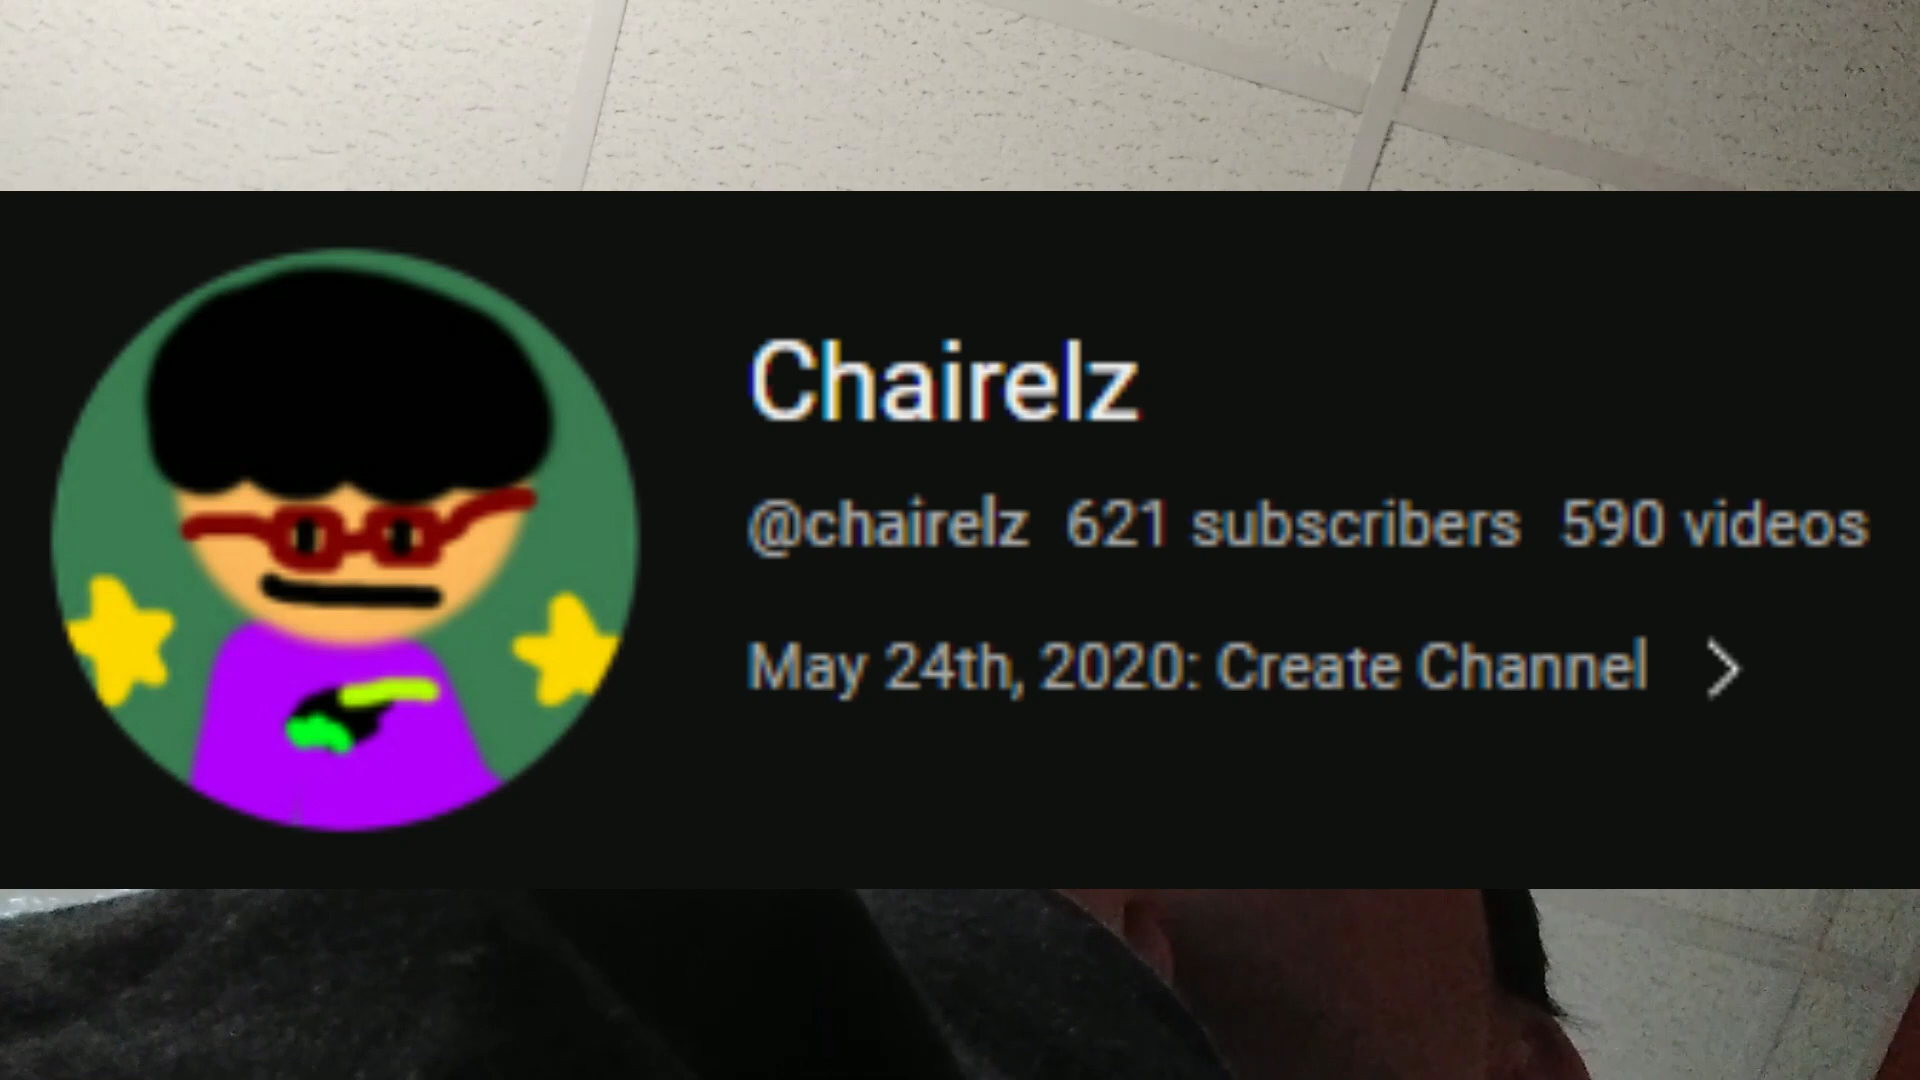 Chairelz
@chairelz 621 subscribers 590 videos
May 24th, 2020: Create Channel >